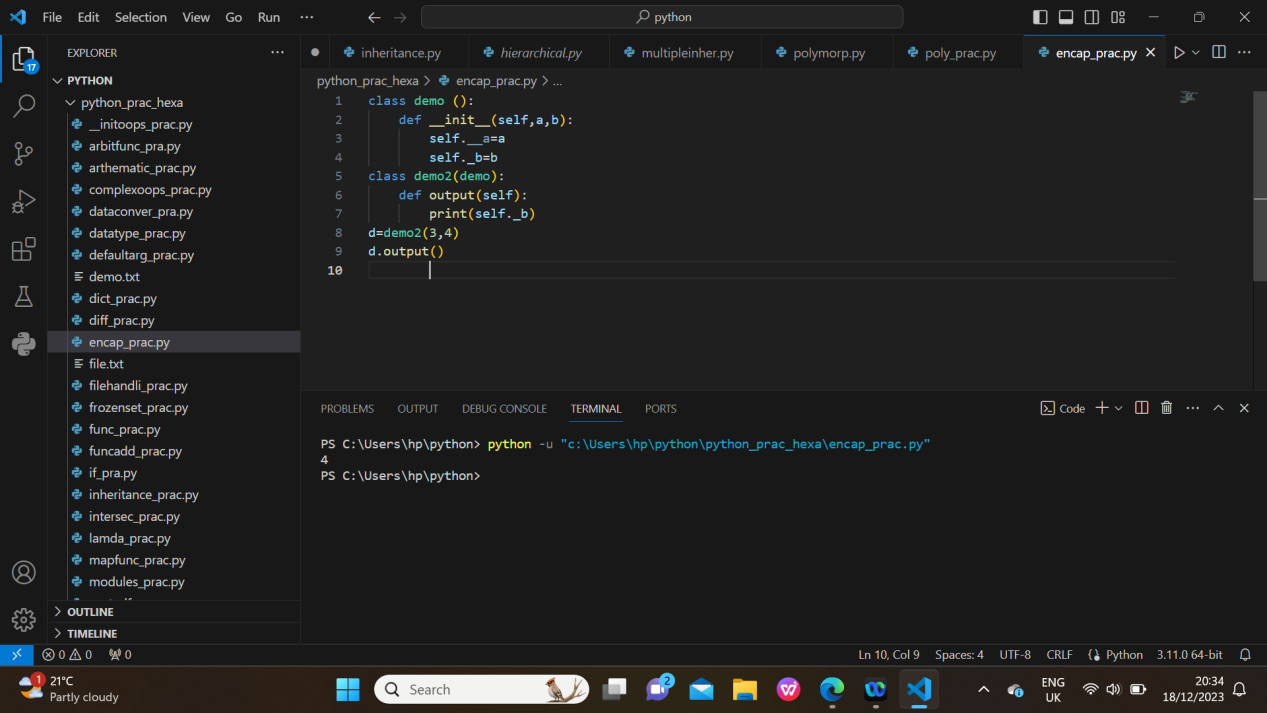 File Edit Selection View Go Run ...
python
EXPLORER
17
PYTHON
python_prac_hexa
__initoops_prac.py
arbitfunc_pra.py
arthematic_prac.py
complexoops_prac.py
dataconver_pra.py
datatype_prac.py
defaultarg_prac.py
demo.txt
dict_prac.py
diff_prac.py
encap_prac.py
file.txt
filehandli_prac.py
frozenset_prac.py
func_prac.py
funcadd_prac.py
if_pra.py
inheritance_prac.py
intersec_prac.py
lamda_prac.py
mapfunc_prac.py
modules_prac.py
OUTLINE
TIMELINE
inheritance.py hierarchical.py multipleinher.py polymorp.py poly_prac.py encap_prac.py
python_prac_hexa > encap_prac.py > ...
1 class demo ():
2 def __init__(self,a,b):
3 self.__a=a
4 self._b=b
5 class demo2(demo):
6 def output(self):
7 print(self._b)
8 d=demo2(3,4)
9 d.output()
10
PROBLEMS OUTPUT DEBUG CONSOLE TERMINAL PORTS
Code
PS C:\Users\hp\python> python -u "c:\Users\hp\python\python_prac_hexa\encap_prac.py"
4
PS C:\Users\hp\python>
0 0 0
Ln 10, Col 9 Spaces: 4 UTF-8 CRLF Python 3.11.0 64-bit
1
21°C
Partly cloudy
Search
2
ENG
UK
20:34
18/12/2023